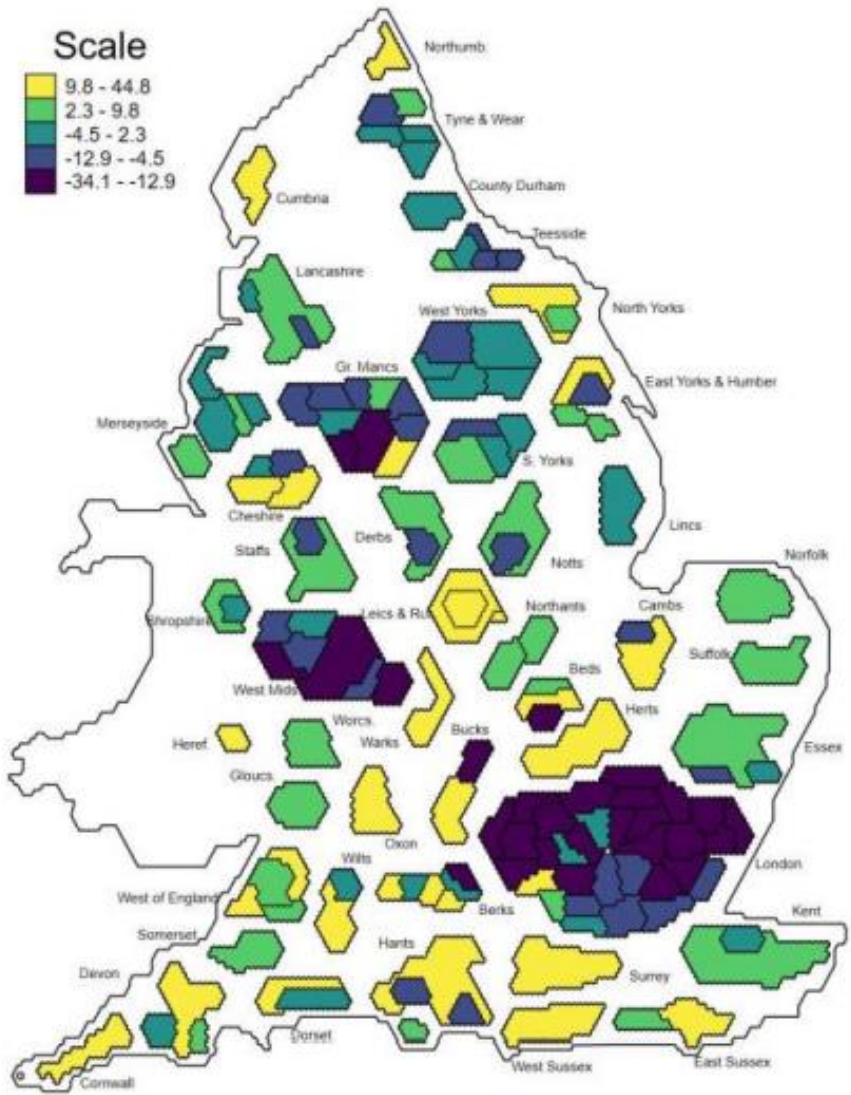 Scale
9.8 - 44.8
2.3 - 9.8
-4.5 - 2.3
-12.9 - -4.5
-34.1 - -12.9
Northumb.
Tyne & Wear
Cumbria
County Durham
Teesside
Lancashire
North Yorks
West Yorks
Gr. Mancs
East Yorks & Humber
Merseyside
S. Yorks
Cheshire
Lincs
Staffs
Derbs
Notts
Norfolk
Shropshire
Leics & Rut
Northants
Cambs
Suffolk
West Mids
Beds
Worcs.
Warks
Bucks
Herts
Heref.
Essex
Gloucs.
Oxon
London
Wilts
West of England
Berks
Kent
Somerset
Hants
Devon
Surrey
Dorset
West Sussex
East Sussex
Cornwall